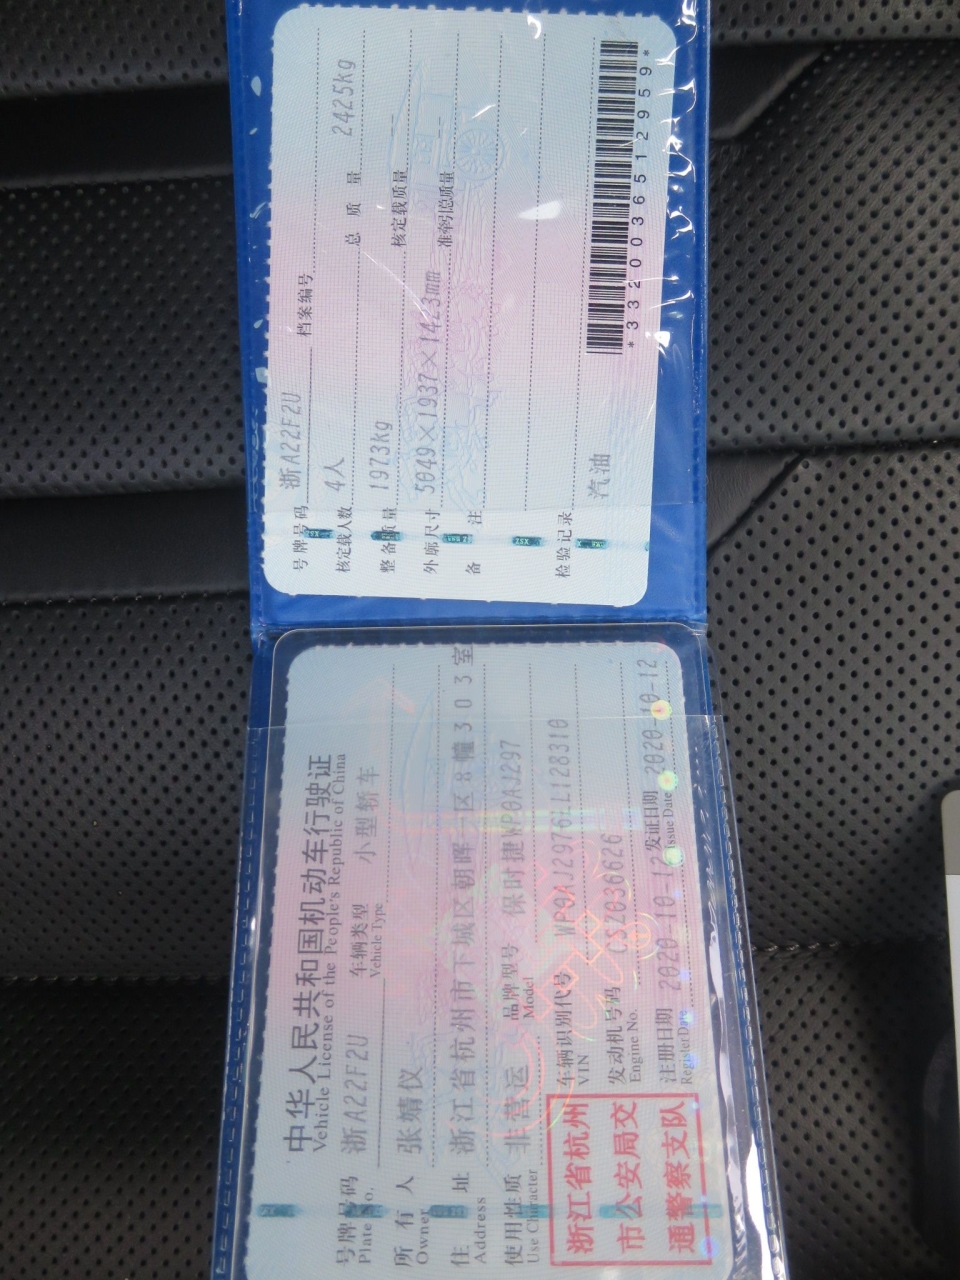 中华人民共和国机动车行驶证
Vehicle License of the People's Republic of China
号牌号码 浙A22F2U 车辆类型 小型轿车
Plate No. Vehicle Type
所有人 张婧仪
Owner
住址 浙江省杭州市下城区朝晖六区8幢303室
Address
使用性质 非营运 品牌型号 保时捷WP0AJ297
Use Character Model
浙江省杭州
市公安局交
通警察支队
车辆识别代号 WP0AJ2976LL128310
VIN
发动机号码 CSZ036626
Engine No.
注册日期 2020-10-12 发证日期 2020-10-12
Register Date Issue Date
号牌号码 浙A22F2U 档案编号
核定载人数 4人 总质量 2425kg
整备质量 1973kg 核定载质量
外廓尺寸 5049×1937×1423mm 准牵引总质量
备注
检验记录
汽油
*3320036512959*